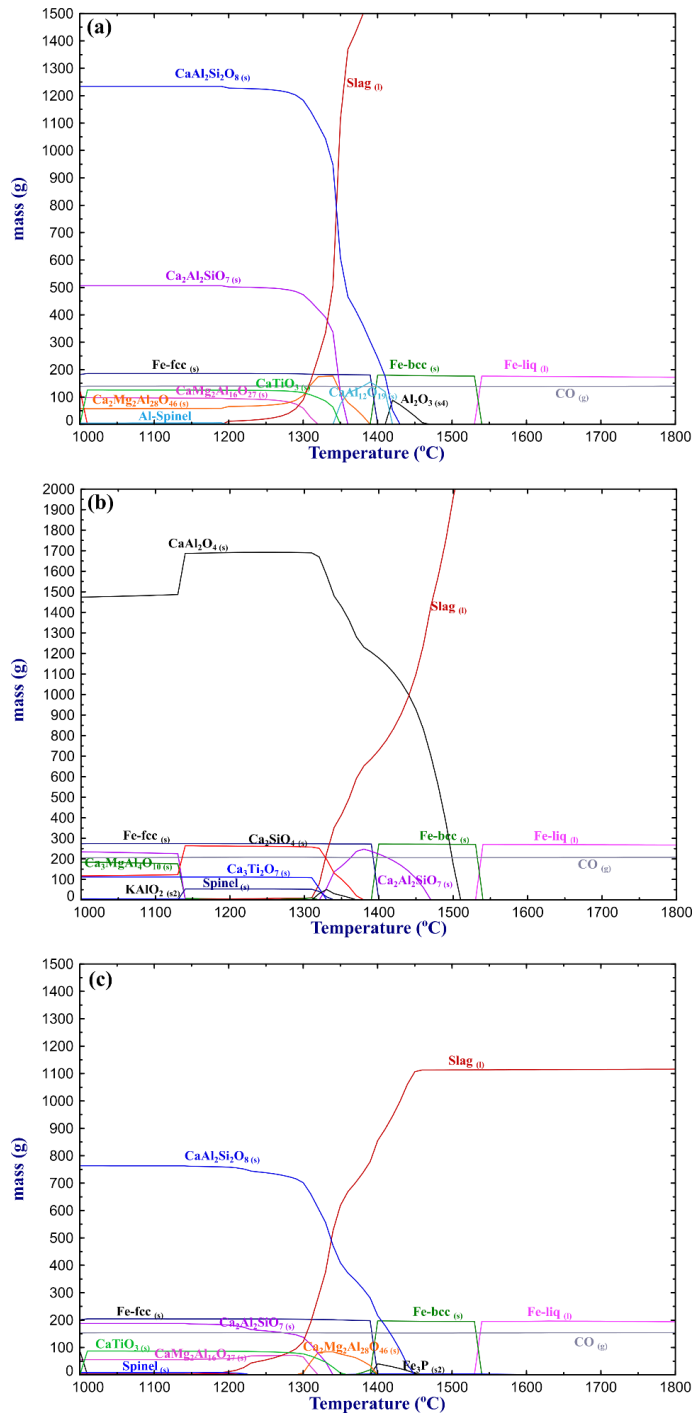 (a)
1500
1400
1300
1200
1100
1000
900
800
700
600
500
400
300
200
100
0
mass (g)
CaAl₂Si₂O₈ (s)
Slag (l)
Ca₂Al₂SiO₇ (s)
Fe-fcc (s)
Fe-bcc (s)
Fe-liq (l)
CaTiO₃ (s)
CaMg₂Al₁₆O₂₇ (s)
CaAl₁₂O₁₉ (s)
CO (g)
Ca₂Mg₂Al₂₈O₄₆ (s)
Al₂O₃ (s4)
Al-Spinel
1000 1100 1200 1300 1400 1500 1600 1700 1800
Temperature (ºC)
(b)
2000
1900
1800
1700
1600
1500
1400
1300
1200
1100
1000
900
800
700
600
500
400
300
200
100
0
mass (g)
CaAl₂O₄ (s)
Slag (l)
Fe-fcc (s)
Ca₂SiO₄ (s)
Fe-bcc (s)
Fe-liq (l)
Ca₃MgAl₄O₁₀ (s)
Ca₃Ti₂O₇ (s)
CO (g)
KAlO₂ (s2)
Spinel (s)
Ca₂Al₂SiO₇ (s)
1000 1100 1200 1300 1400 1500 1600 1700 1800
Temperature (ºC)
(c)
1500
1400
1300
1200
1100
1000
900
800
700
600
500
400
300
200
100
0
mass (g)
Slag (l)
CaAl₂Si₂O₈ (s)
Fe-fcc (s)
Ca₂Al₂SiO₇ (s)
Fe-bcc (s)
Fe-liq (l)
CaTiO₃ (s)
CaMg₂Al₁₆O₂₇ (s)
Ca₂Mg₂Al₂₈O₄₆ (s)
CO (g)
Spinel (s)
Fe₃P (s2)
1000 1100 1200 1300 1400 1500 1600 1700 1800
Temperature (ºC)